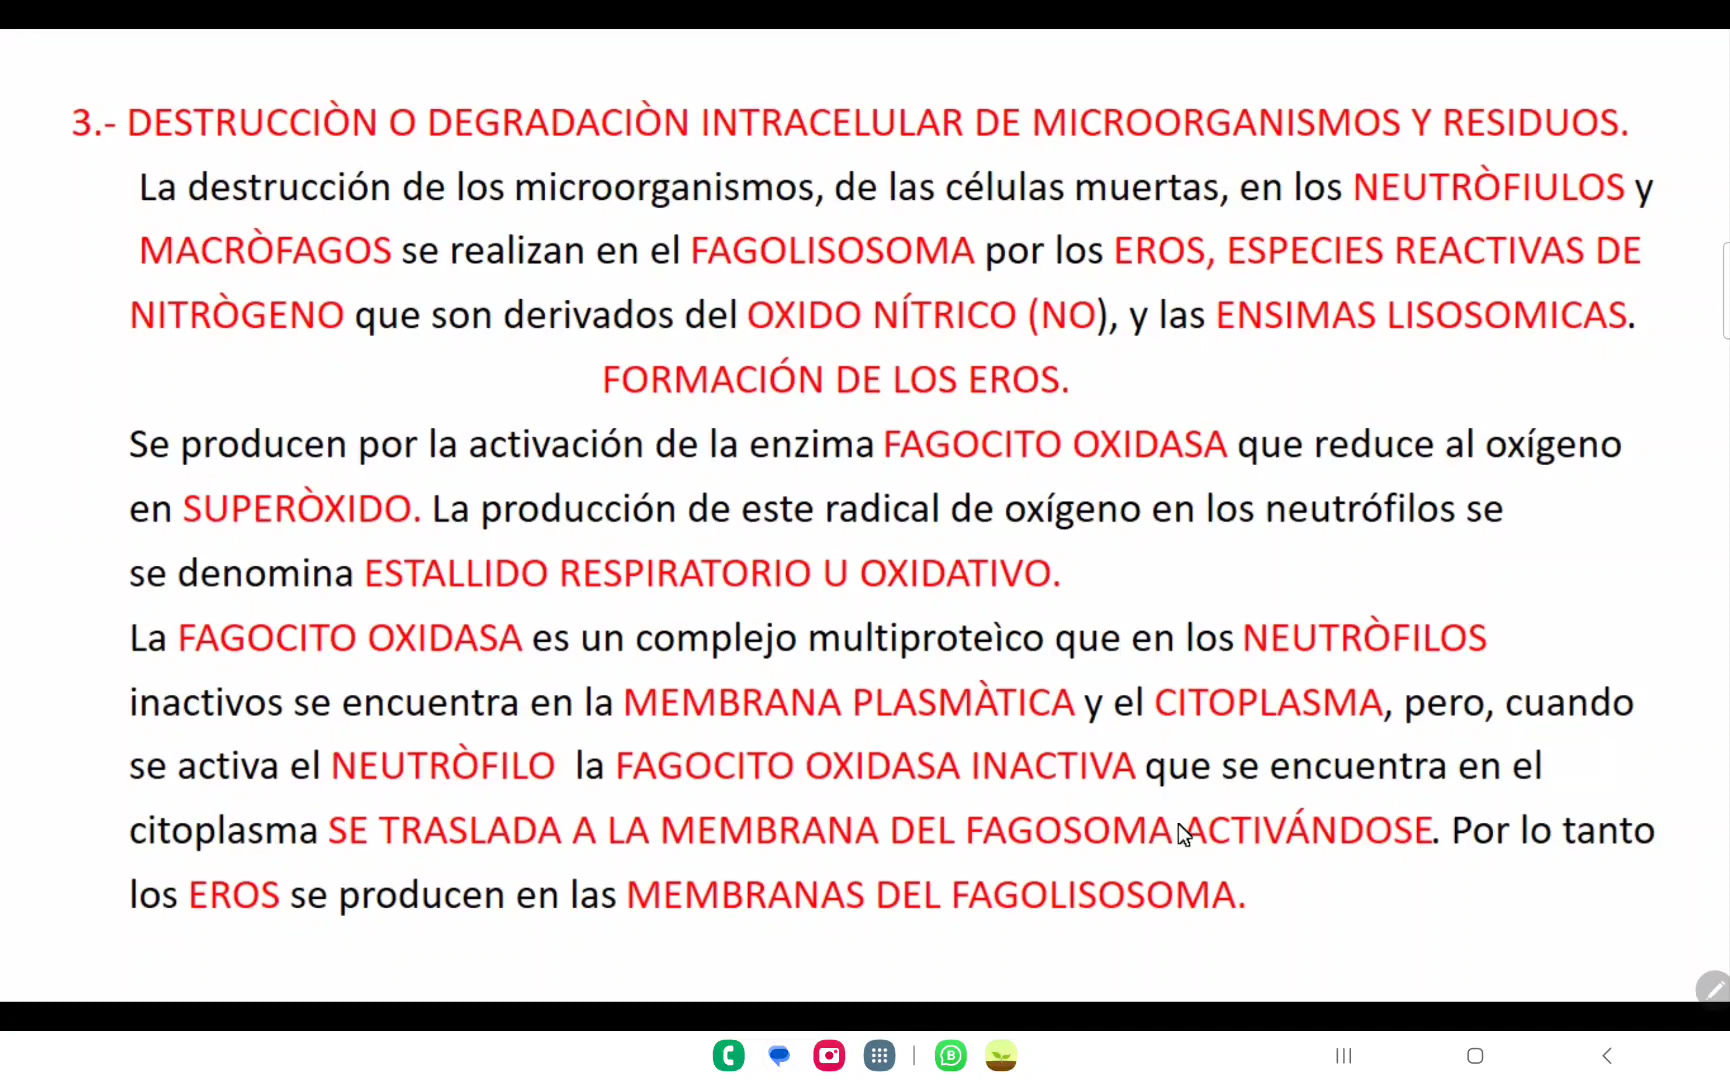 3.- DESTRUCCIÒN O DEGRADACIÒN INTRACELULAR DE MICROORGANISMOS Y RESIDUOS.
La destrucción de los microorganismos, de las células muertas, en los NEUTRÒFIULOS y
MACRÒFAGOS se realizan en el FAGOLISOSOMA por los EROS, ESPECIES REACTIVAS DE
NITRÒGENO que son derivados del OXIDO NÍTRICO (NO), y las ENSIMAS LISOSOMICAS.
FORMACIÓN DE LOS EROS.
Se producen por la activación de la enzima FAGOCITO OXIDASA que reduce al oxígeno
en SUPERÒXIDO. La producción de este radical de oxígeno en los neutrófilos se
se denomina ESTALLIDO RESPIRATORIO U OXIDATIVO.
La FAGOCITO OXIDASA es un complejo multiproteìco que en los NEUTRÒFILOS
inactivos se encuentra en la MEMBRANA PLASMÀTICA y el CITOPLASMA, pero, cuando
se activa el NEUTRÒFILO la FAGOCITO OXIDASA INACTIVA que se encuentra en el
citoplasma SE TRASLADA A LA MEMBRANA DEL FAGOSOMA ACTIVÁNDOSE. Por lo tanto
los EROS se producen en las MEMBRANAS DEL FAGOLISOSOMA.